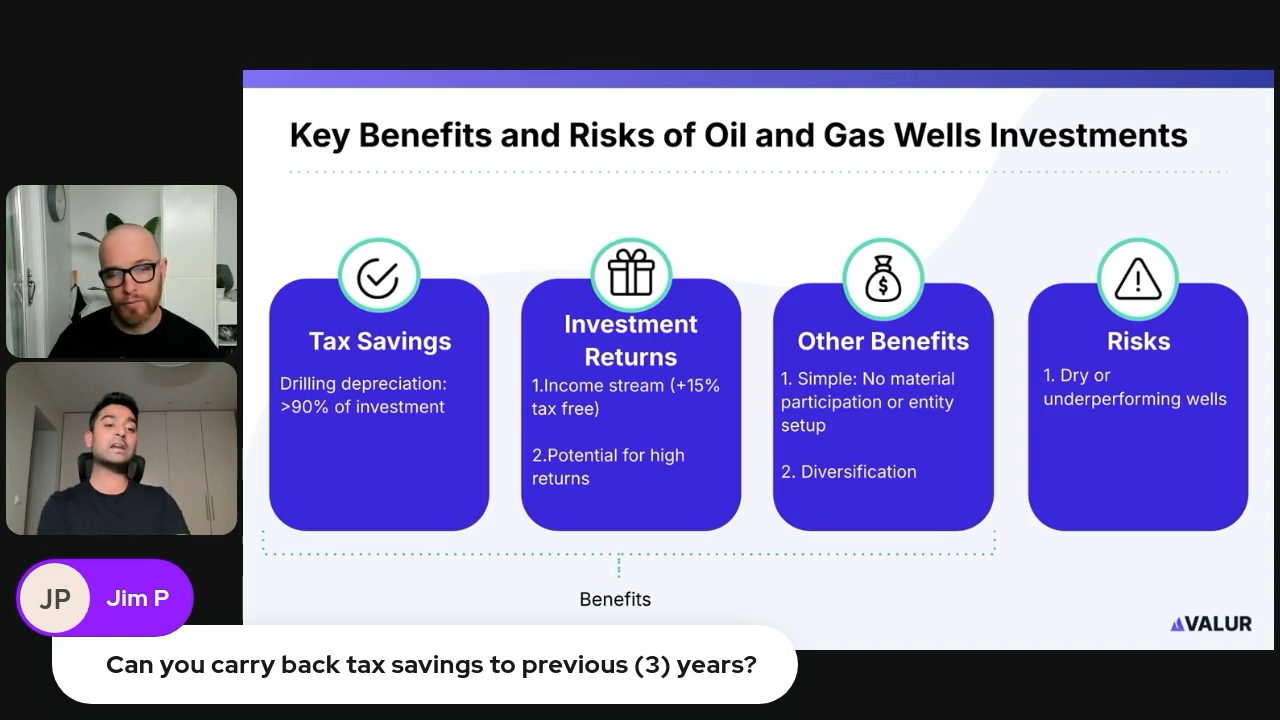 Key Benefits and Risks of Oil and Gas Wells Investments
Tax Savings
Drilling depreciation:
>90% of investment
Investment
Returns
1.Income stream (+15%
tax free)
2.Potential for high
returns
Other Benefits
1. Simple: No material
participation or entity
setup
2. Diversification
Risks
1. Dry or
underperforming wells
Benefits
VALUR
JP
Jim P
Can you carry back tax savings to previous (3) years?